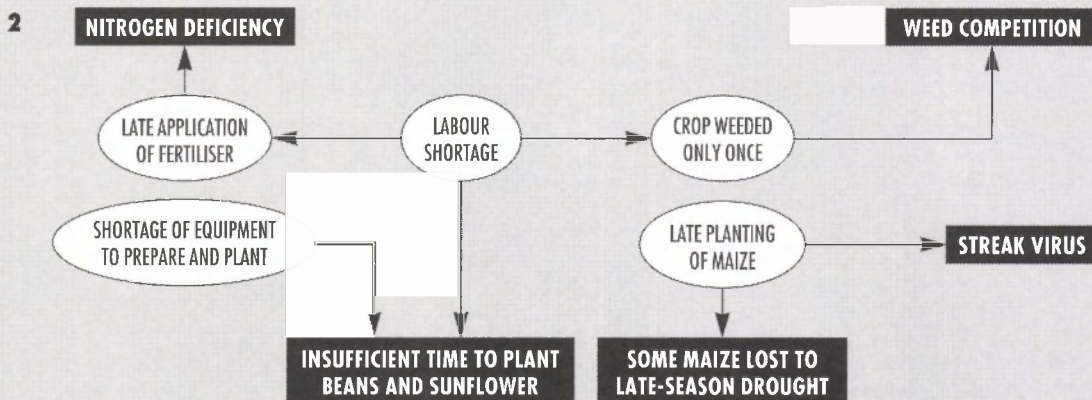 2
NITROGEN DEFICIENCY
WEED COMPETITION
LATE APPLICATION
OF FERTILISER
LABOUR
SHORTAGE
CROP WEEDED
ONLY ONCE
SHORTAGE OF EQUIPMENT
TO PREPARE AND PLANT
LATE PLANTING
OF MAIZE
STREAK VIRUS
INSUFFICIENT TIME TO PLANT
BEANS AND SUNFLOWER
SOME MAIZE LOST TO
LATE-SEASON DROUGHT